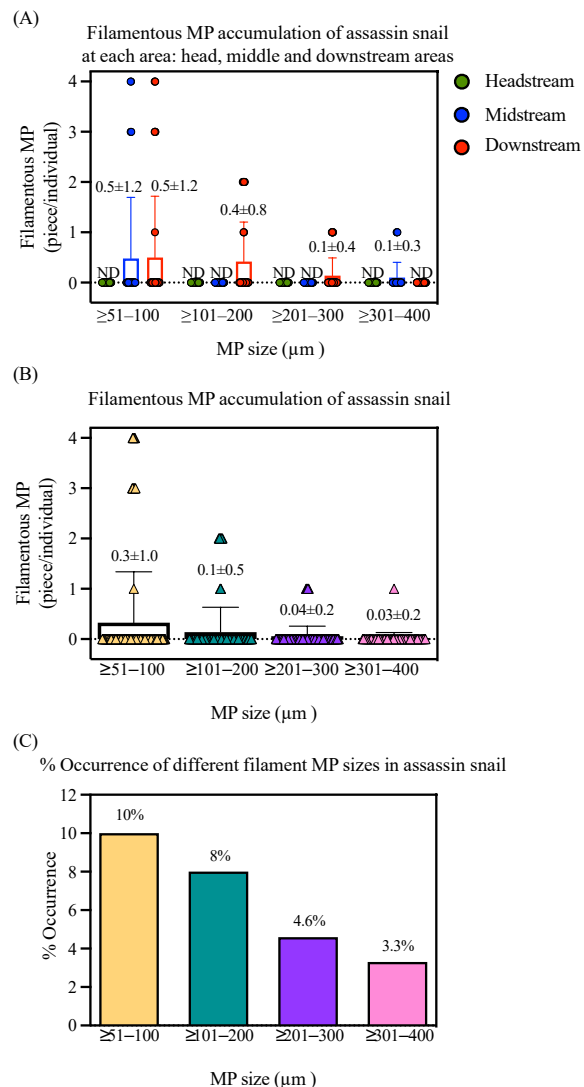 (A)
Filamentous MP accumulation of assassin snail
at each area: head, middle and downstream areas
Headstream
Midstream
Downstream
Filamentous MP
(piece/individual)
4
3
2
1
0
0.5±1.2
0.5±1.2
0.4±0.8
0.1±0.4
0.1±0.3
ND
ND
ND
ND
ND
ND
ND
≥51–100
≥101–200
≥201–300
≥301–400
MP size (µm )
(B)
Filamentous MP accumulation of assassin snail
Filamentous MP
(piece/individual)
4
3
2
1
0
0.3±1.0
0.1±0.5
0.04±0.2
0.03±0.2
≥51–100
≥101–200
≥201–300
≥301–400
MP size (µm )
(C)
% Occurrence of different filament MP sizes in assassin snail
% Occurrence
12
10
8
6
4
2
0
10%
8%
4.6%
3.3%
≥51–100
≥101–200
≥201–300
≥301–400
MP size (µm )